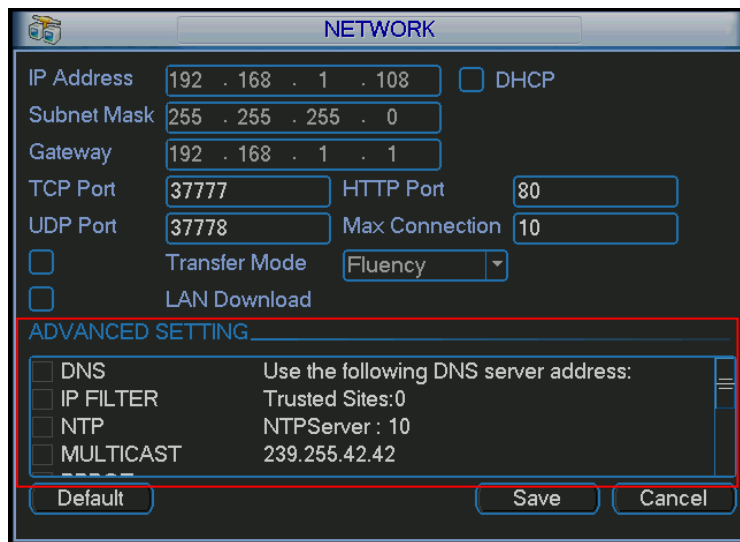 NETWORK
IP Address 192 . 168 . 1 . 108 DHCP
Subnet Mask 255 . 255 . 255 . 0
Gateway 192 . 168 . 1 . 1
TCP Port 37777 HTTP Port 80
UDP Port 37778 Max Connection 10
Transfer Mode Fluency
LAN Download
ADVANCED SETTING
DNS Use the following DNS server address:
IP FILTER Trusted Sites:0
NTP NTPServer : 10
MULTICAST 239.255.42.42
Default Save Cancel